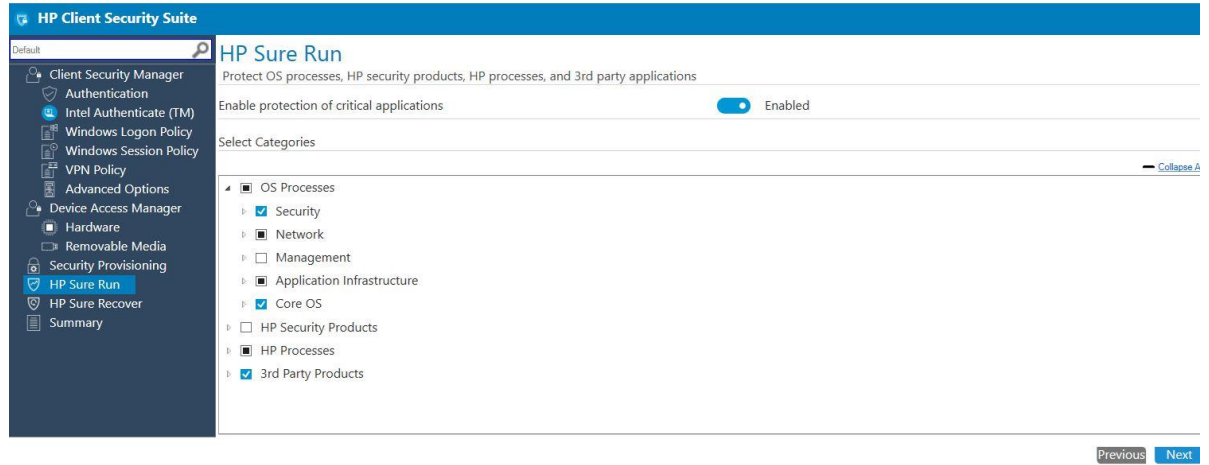 HP Client Security Suite
Default
Client Security Manager
Authentication
Intel Authenticate (TM)
Windows Logon Policy
Windows Session Policy
VPN Policy
Advanced Options
Device Access Manager
Hardware
Removable Media
Security Provisioning
HP Sure Run
HP Sure Recover
Summary
HP Sure Run
Protect OS processes, HP security products, HP processes, and 3rd party applications
Enable protection of critical applications Enabled
Select Categories
Collapse A
OS Processes
Security
Network
Management
Application Infrastructure
Core OS
HP Security Products
HP Processes
3rd Party Products
Previous Next